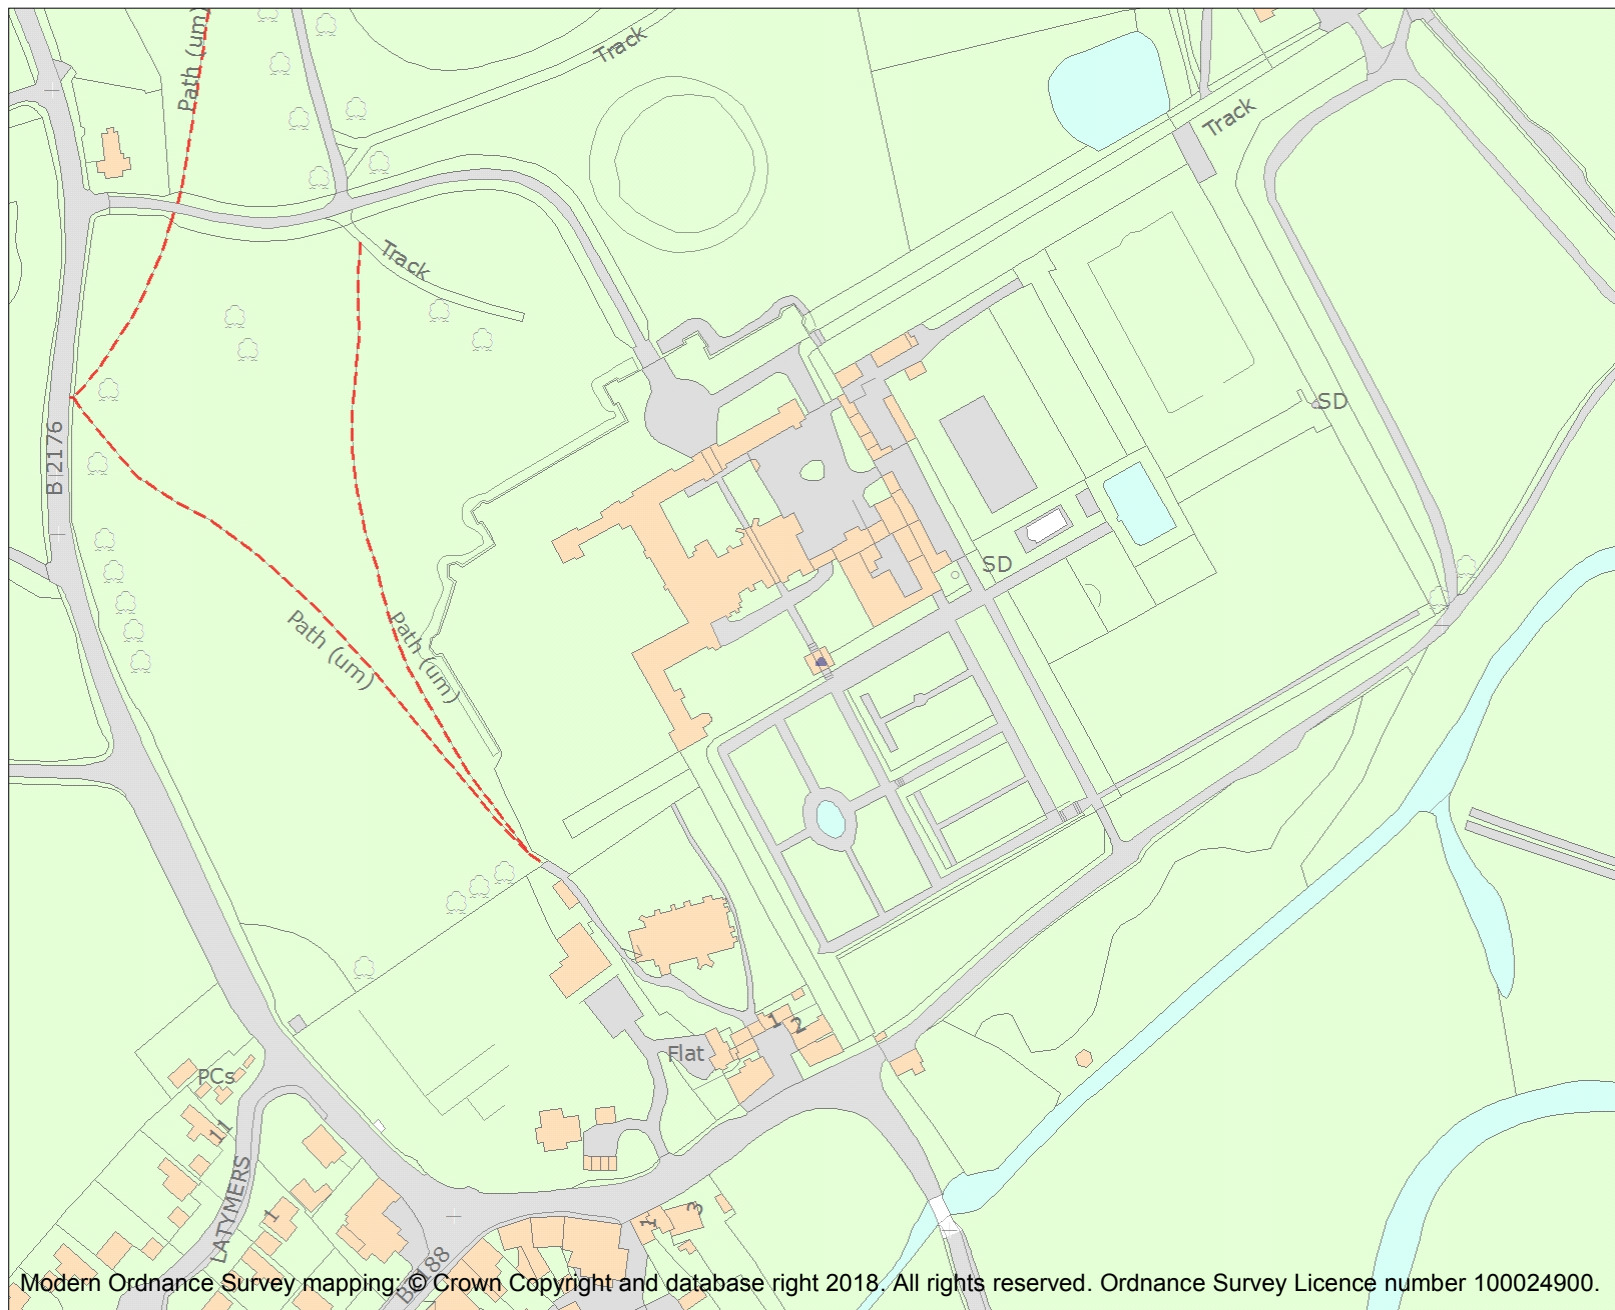 Path (um)
Track
Track
Track
B 2176
SD
SD
Path (um)
Path (um)
Flat
1
2
PCs
11
LATYMERS
1
1
3
B2188
Modern Ordnance Survey mapping: © Crown Copyright and database right 2018. All rights reserved. Ordnance Survey Licence number 100024900.